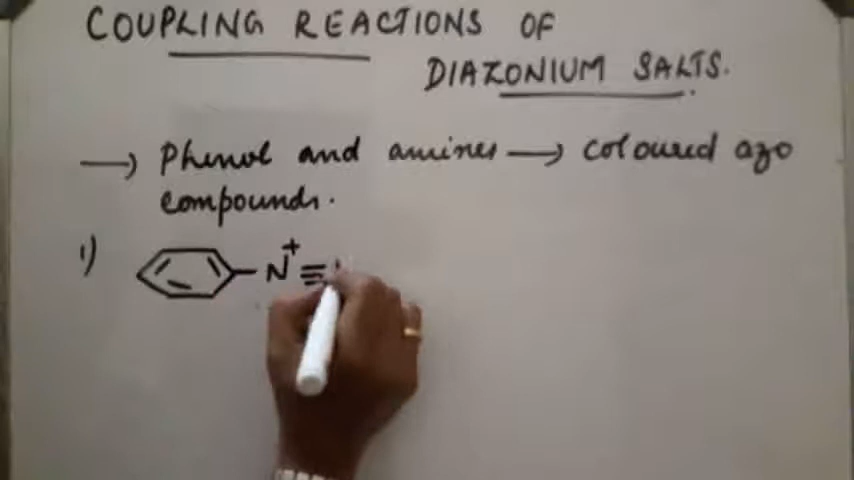 COUPLING REACTIONS OF
DIAZONIUM SALTS.
→ Phenol and amines → coloured azo
compounds.
1) N⁺ ≡